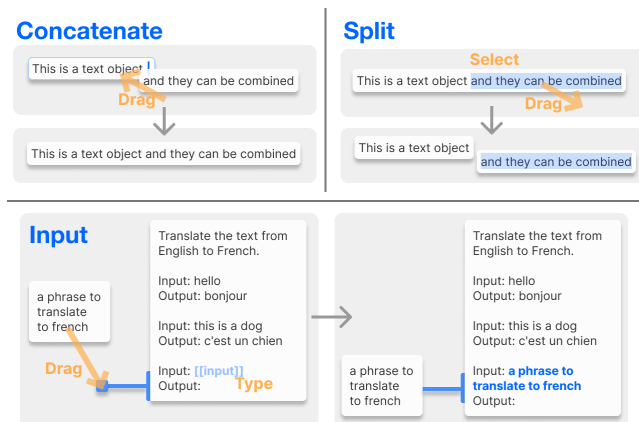 Concatenate
This is a text object
and they can be combined
Drag
This is a text object and they can be combined
Split
Select
This is a text object and they can be combined
Drag
This is a text object
and they can be combined
Input
a phrase to
translate
to french
Drag
Translate the text from
English to French.
Input: hello
Output: bonjour
Input: this is a dog
Output: c'est un chien
Input: [[input]]
Output:
Type
a phrase to
translate
to french
Translate the text from
English to French.
Input: hello
Output: bonjour
Input: this is a dog
Output: c'est un chien
Input: a phrase to
translate to french
Output: